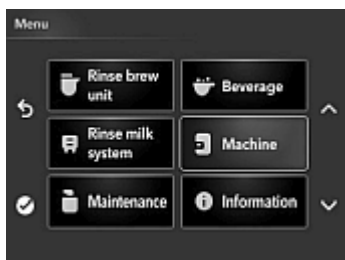 Menu
Rinse brew
unit
Beverage
Rinse milk
system
Machine
Maintenance
Information